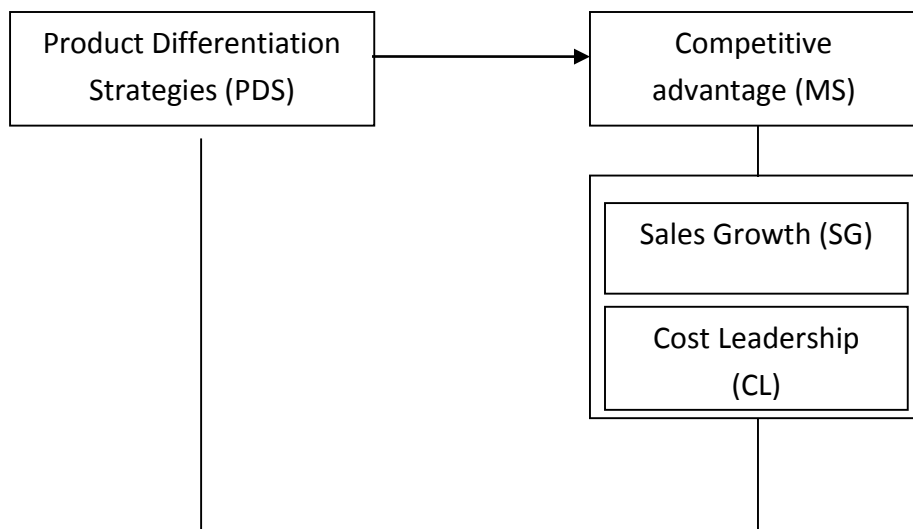 Product Differentiation
Strategies (PDS)
Competitive
advantage (MS)
Sales Growth (SG)
Cost Leadership
(CL)